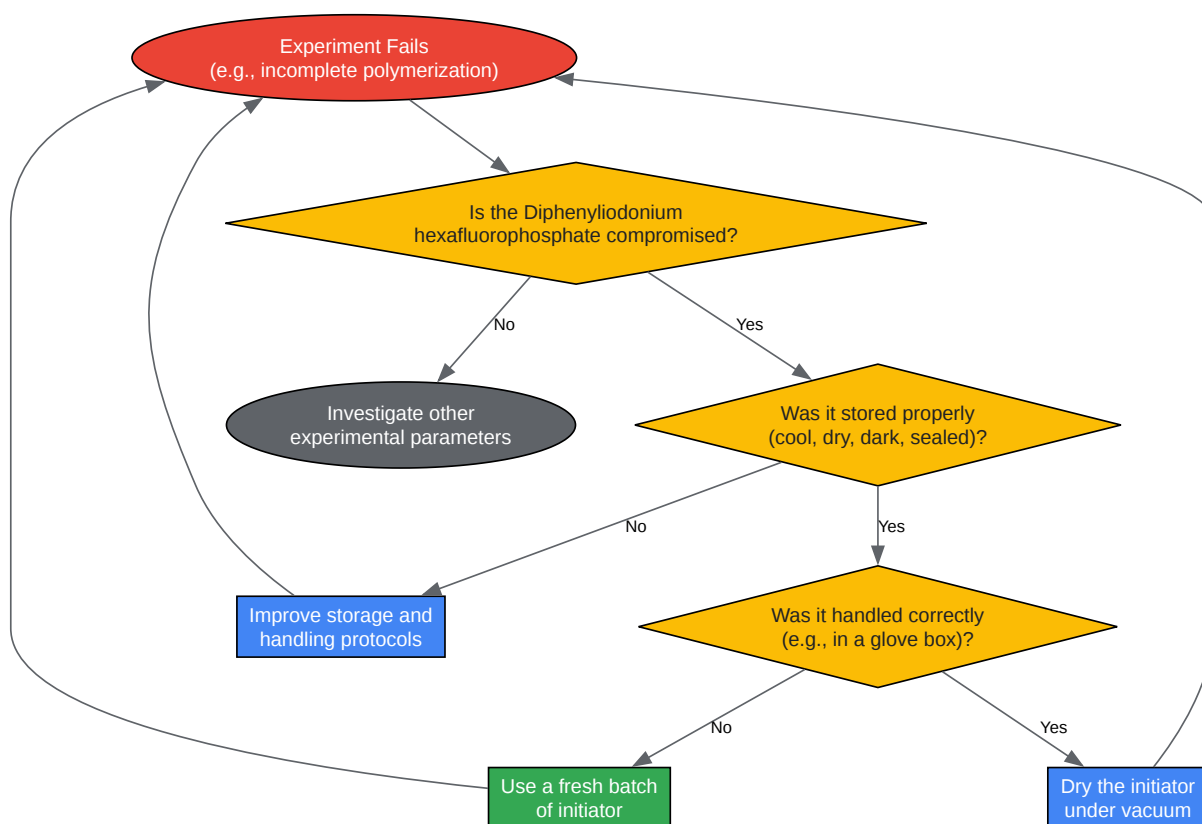 Experiment Fails
(e.g., incomplete polymerization)
Is the Diphenyliodonium
hexafluorophosphate compromised?
No
Yes
Investigate other
experimental parameters
Was it stored properly
(cool, dry, dark, sealed)?
No
Yes
Improve storage and
handling protocols
Was it handled correctly
(e.g., in a glove box)?
No
Yes
Use a fresh batch
of initiator
Dry the initiator
under vacuum